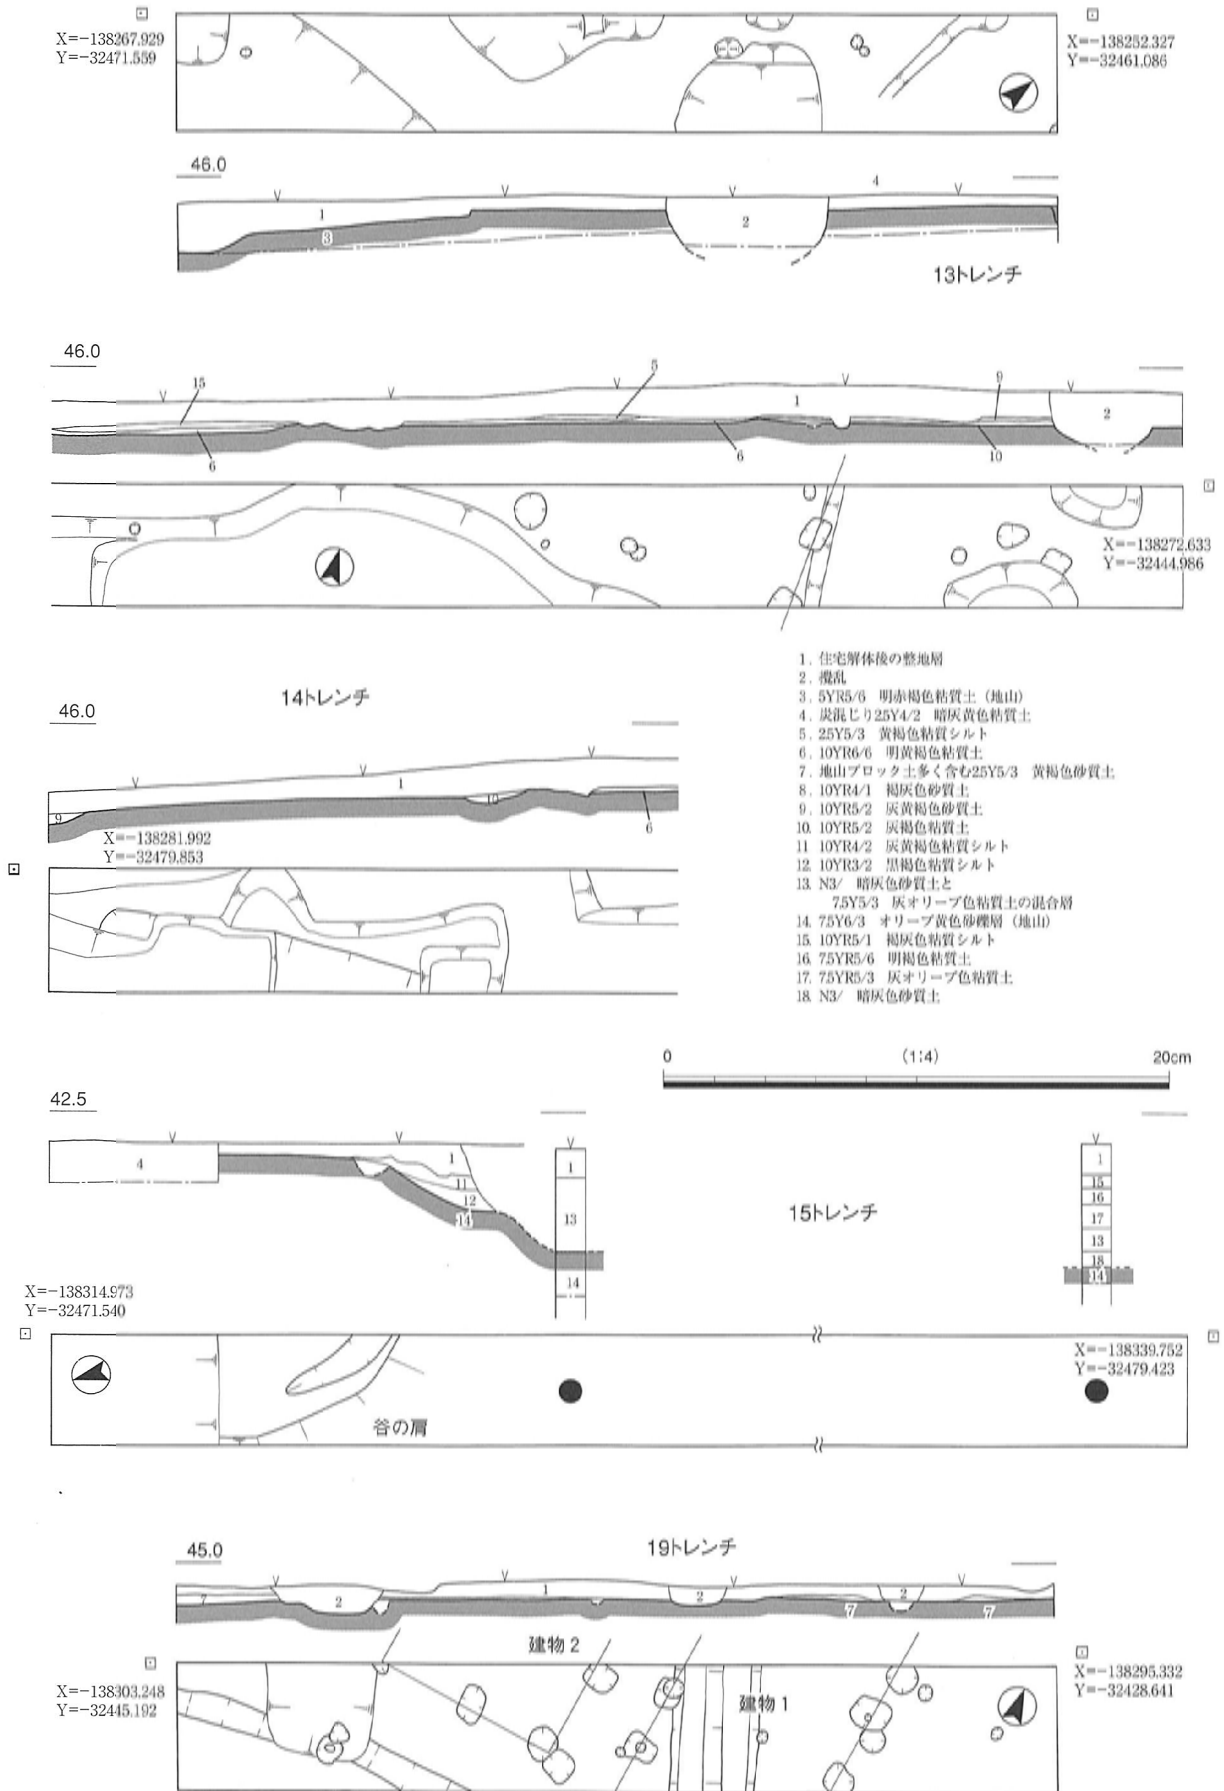 X=-138267.929
Y=-32471.559
X=-138252.327
Y=-32461.086
46.0
4
1
2
3
13トレンチ
46.0
15
5
9
1
2
6
6
10
X=-138272.633
Y=-32444.986
14トレンチ
46.0
1
10
9
6
X=-138281.992
Y=-32479.853
1. 住宅解体後の整地層
2. 攪乱
3. 5YR5/6 明赤褐色粘質土（地山）
4. 炭混じり25Y4/2 暗灰黄色粘質土
5. 25Y5/3 黄褐色粘質シルト
6. 10YR6/6 明黄褐色粘質土
7. 地山ブロック土多く含む25Y5/3 黄褐色砂質土
8. 10YR4/1 褐灰色砂質土
9. 10YR5/2 灰黄褐色砂質土
10. 10YR5/2 灰褐色粘質土
11 10YR4/2 灰黄褐色粘質シルト
12. 10YR3/2 黒褐色粘質シルト
13. N3/ 暗灰色砂質土と
75Y5/3 灰オリーブ色粘質土の混合層
14. 75Y6/3 オリーブ黄色砂礫層（地山）
15. 10YR5/1 褐灰色粘質シルト
16. 75YR5/6 明褐色粘質土
17. 75YR5/3 灰オリーブ色粘質土
18. N3/ 暗灰色砂質土
0 (1:4) 20cm
42.5
4
1
11
12
14
1
13
14
15トレンチ
1
15
16
17
13
18
14
X=-138314.973
Y=-32471.540
X=-138339.752
Y=-32479.423
谷の肩
19トレンチ
45.0
7
2
1
2
7
2
7
建物2
X=-138303.248
Y=-32445.192
建物1
X=-138295.332
Y=-32428.641